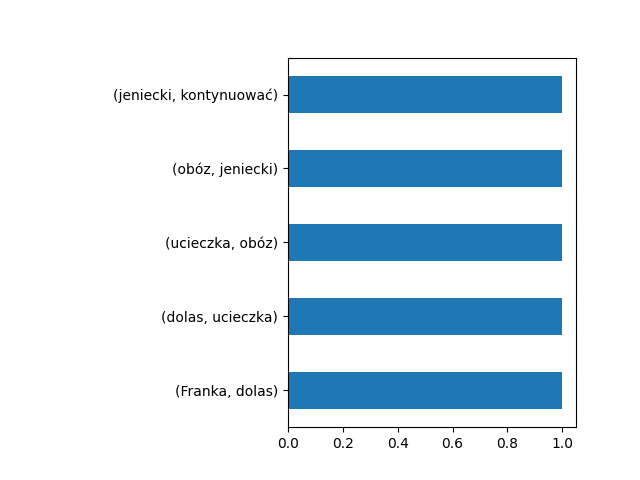 (jeniecki, kontynuować)
(obóz, jeniecki)
(ucieczka, obóz)
(dolas, ucieczka)
(Franka, dolas)
0.0 0.2 0.4 0.6 0.8 1.0